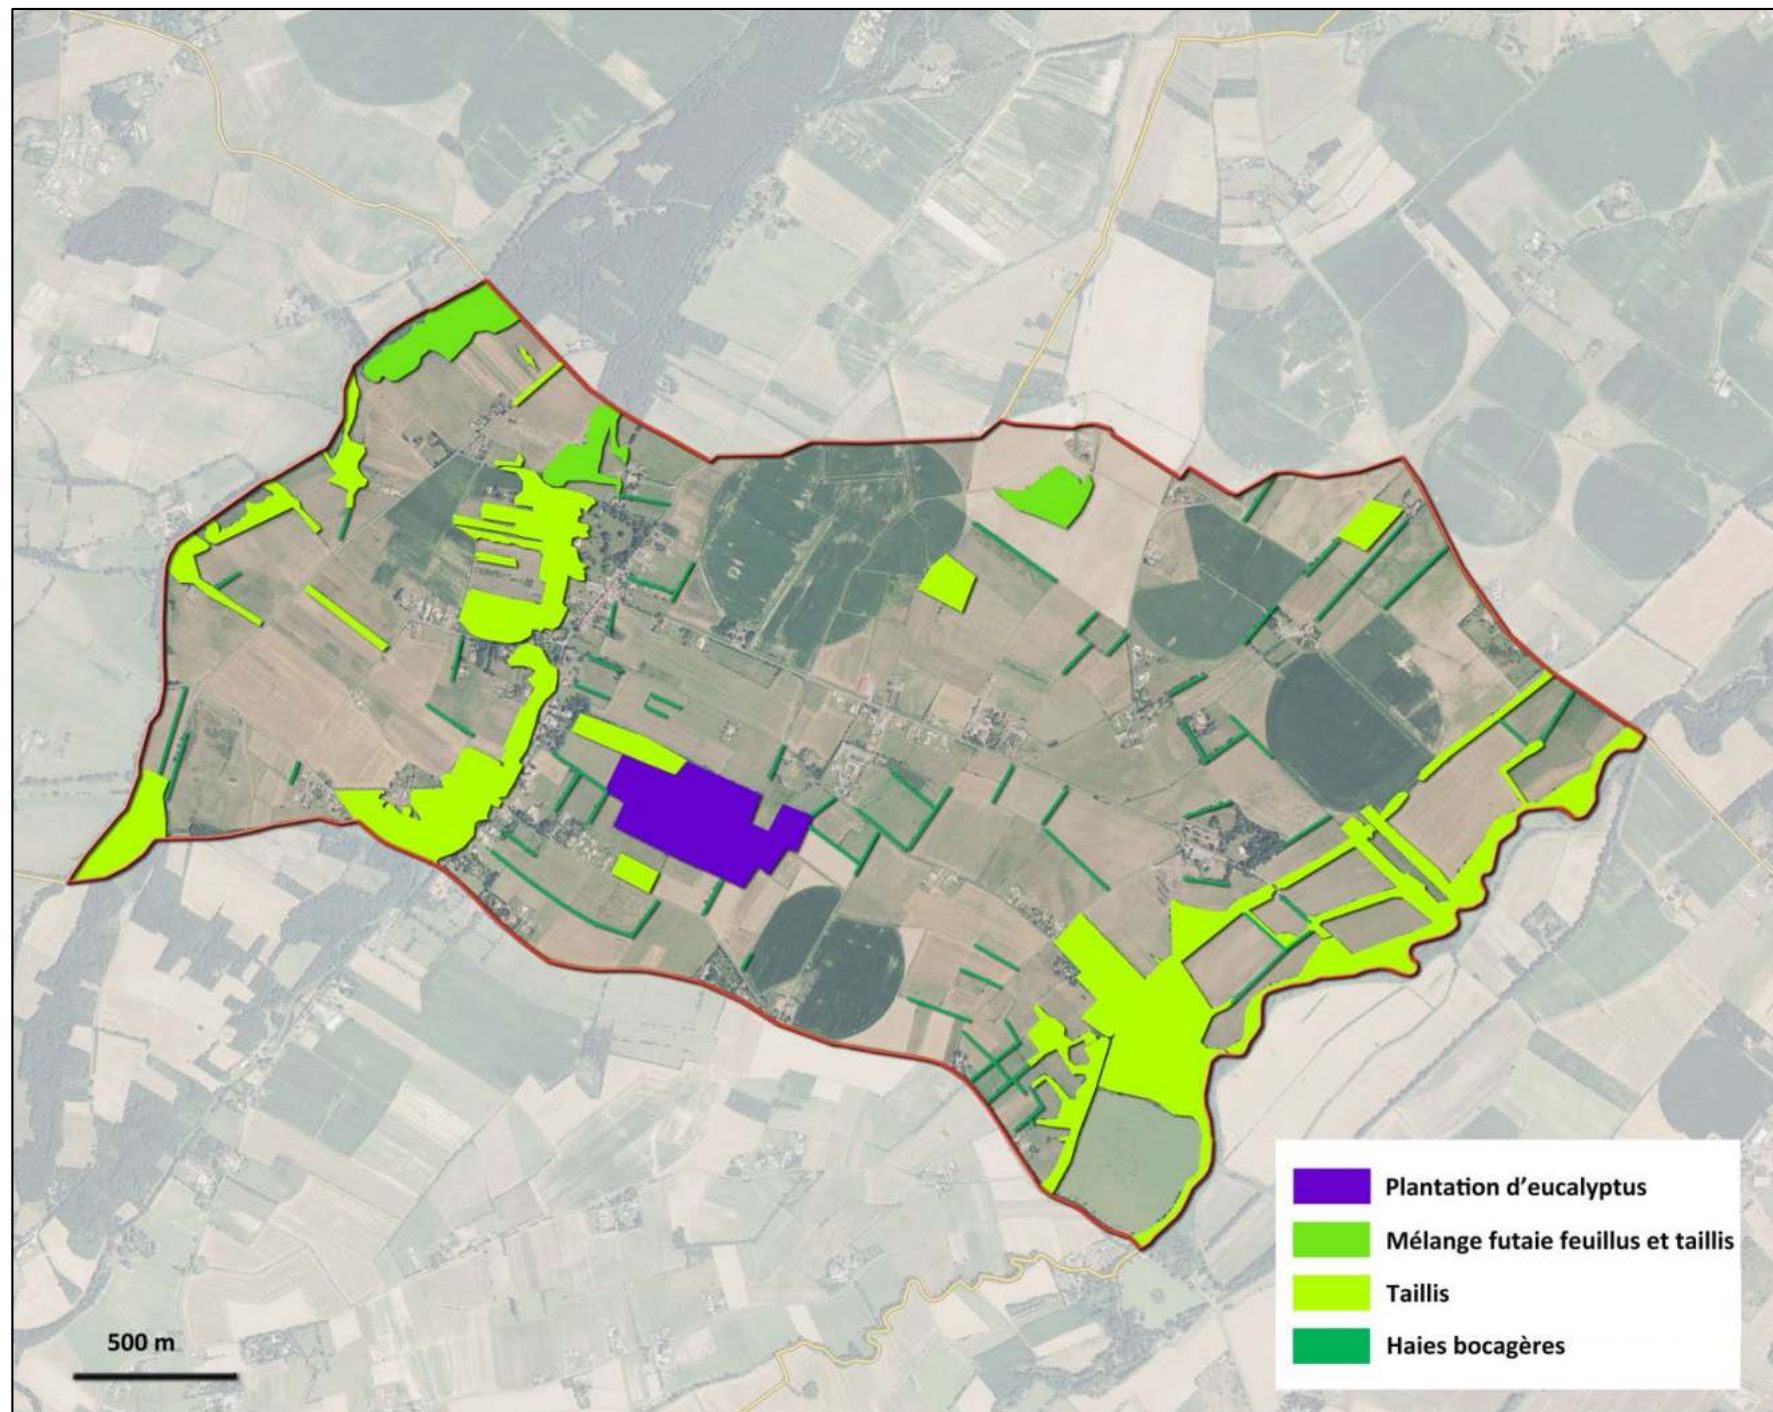 Plantation d'eucalyptus
Mélange futaie feuillus et taillis
Taillis
Haies bocagères
500 m